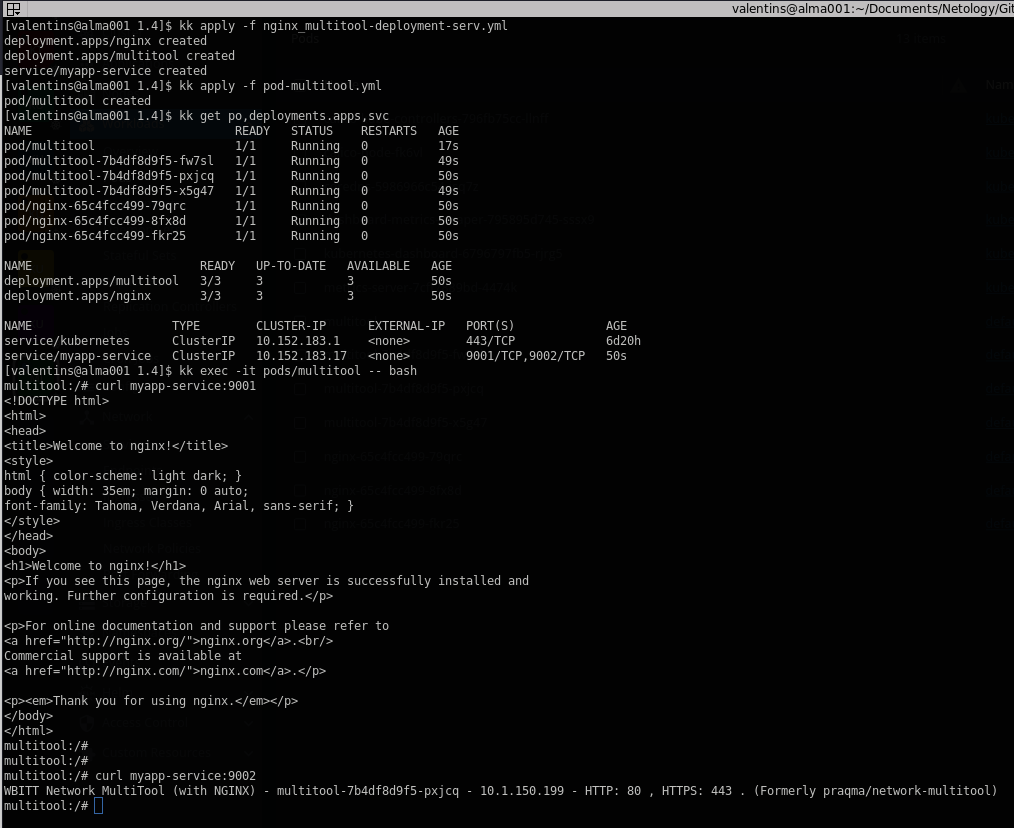 valentins@alma001:~/Documents/Netology/Git
[valentins@alma001 1.4]$ kk apply -f nginx_multitool-deployment-serv.yml
deployment.apps/nginx created
deployment.apps/multitool created
service/myapp-service created
[valentins@alma001 1.4]$ kk apply -f pod-multitool.yml
pod/multitool created
[valentins@alma001 1.4]$ kk get po,deployments.apps,svc
NAME                             READY   STATUS    RESTARTS   AGE
pod/multitool                    1/1     Running   0          17s
pod/multitool-7b4df8d9f5-fw7sl   1/1     Running   0          49s
pod/multitool-7b4df8d9f5-pxjcq   1/1     Running   0          50s
pod/multitool-7b4df8d9f5-x5g47   1/1     Running   0          49s
pod/nginx-65c4fcc499-79qrc       1/1     Running   0          50s
pod/nginx-65c4fcc499-8fx8d       1/1     Running   0          50s
pod/nginx-65c4fcc499-fkr25       1/1     Running   0          50s
NAME                        READY   UP-TO-DATE   AVAILABLE   AGE
deployment.apps/multitool   3/3     3            3           50s
deployment.apps/nginx       3/3     3            3           50s
NAME                    TYPE        CLUSTER-IP      EXTERNAL-IP   PORT(S)             AGE
service/kubernetes      ClusterIP   10.152.183.1    <none>        443/TCP             6d20h
service/myapp-service   ClusterIP   10.152.183.17   <none>        9001/TCP,9002/TCP   50s
[valentins@alma001 1.4]$ kk exec -it pods/multitool -- bash
multitool:/# curl myapp-service:9001
<!DOCTYPE html>
<html>
<head>
<title>Welcome to nginx!</title>
<style>
html { color-scheme: light dark; }
body { width: 35em; margin: 0 auto;
font-family: Tahoma, Verdana, Arial, sans-serif; }
</style>
</head>
<body>
<h1>Welcome to nginx!</h1>
<p>If you see this page, the nginx web server is successfully installed and
working. Further configuration is required.</p>
<p>For online documentation and support please refer to
<a href="http://nginx.org/">nginx.org</a>.<br/>
Commercial support is available at
<a href="http://nginx.com/">nginx.com</a>.</p>
<p><em>Thank you for using nginx.</em></p>
</body>
</html>
multitool:/#
multitool:/#
multitool:/# curl myapp-service:9002
WBITT Network MultiTool (with NGINX) - multitool-7b4df8d9f5-pxjcq - 10.1.150.199 - HTTP: 80 , HTTPS: 443 . (Formerly praqma/network-multitool)
multitool:/#